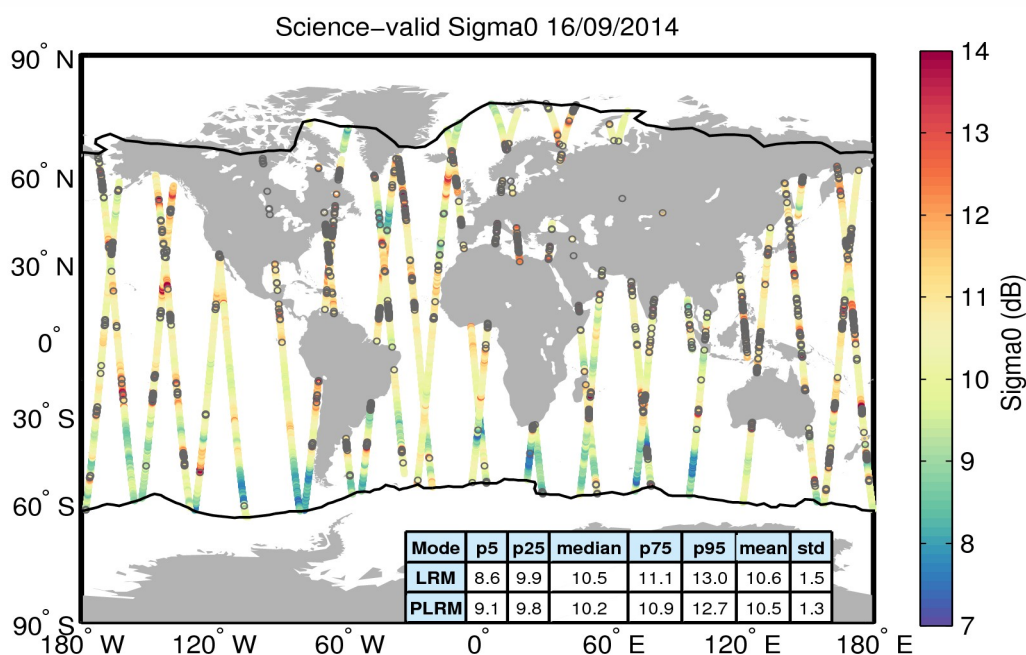 Science−valid Sigma0 16/09/2014
90° N
60° N
30° N
0°
30° S
60° S
90° S
180° W
120° W
60° W
0°
60° E
120° E
180° E
Mode p5 p25 median p75 p95 mean std
LRM 8.6 9.9 10.5 11.1 13.0 10.6 1.5
PLRM 9.1 9.8 10.2 10.9 12.7 10.5 1.3
14
13
12
11
10
9
8
7
Sigma0 (dB)